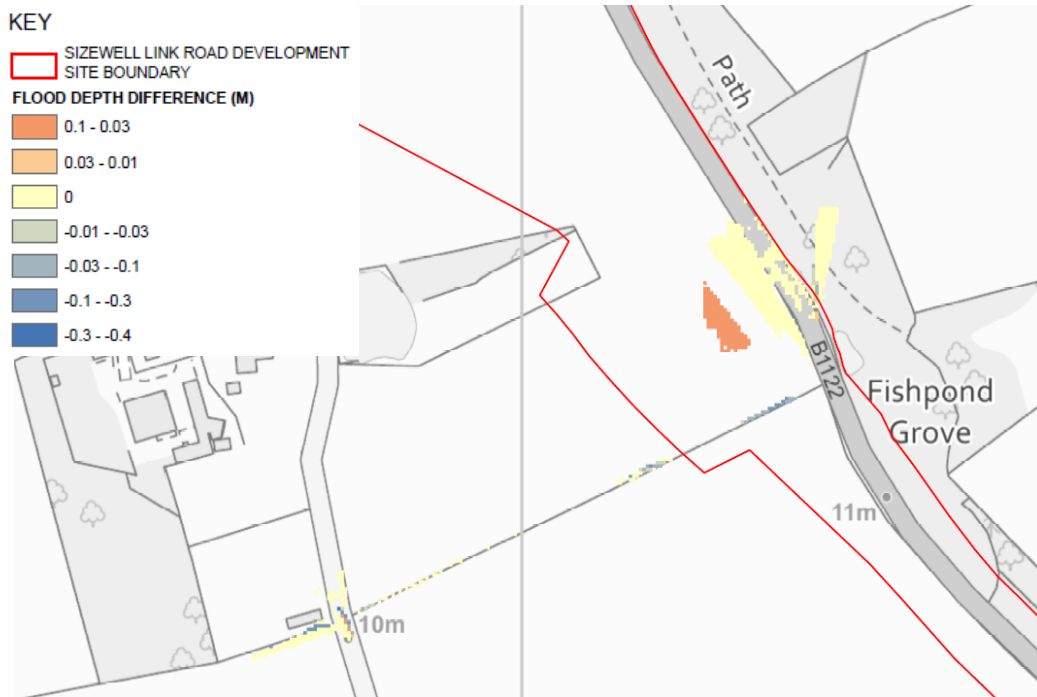 KEY
SIZEWELL LINK ROAD DEVELOPMENT
SITE BOUNDARY
FLOOD DEPTH DIFFERENCE (M)
0.1 - 0.03
0.03 - 0.01
0
-0.01 - -0.03
-0.03 - -0.1
-0.1 - -0.3
-0.3 - -0.4
Path
B1122
Fishpond
Grove
11m
10m